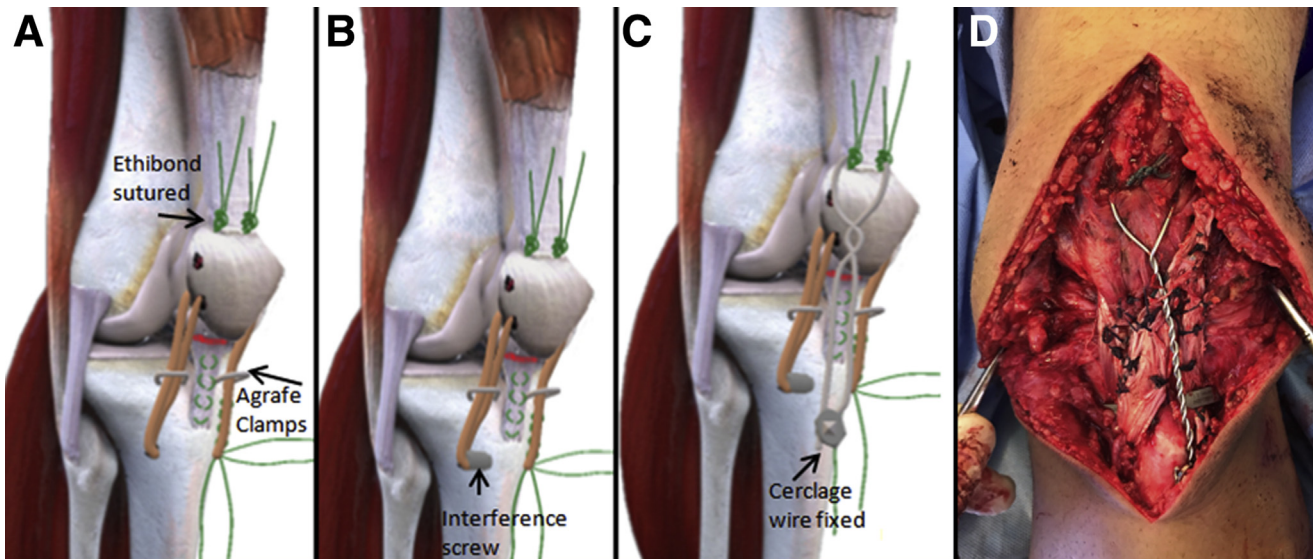 A
B
C
D
Ethibond
sutured
Agrafe
Clamps
Interference
screw
Cerclage
wire fixed